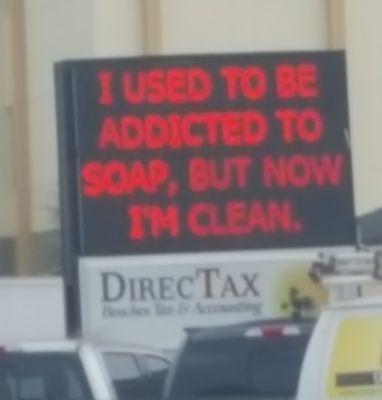 I USED TO BE
ADDICTED TO
SOAP, BUT NOW
I'M CLEAN.
DIRECTAX
Beaches Tax & Accounting